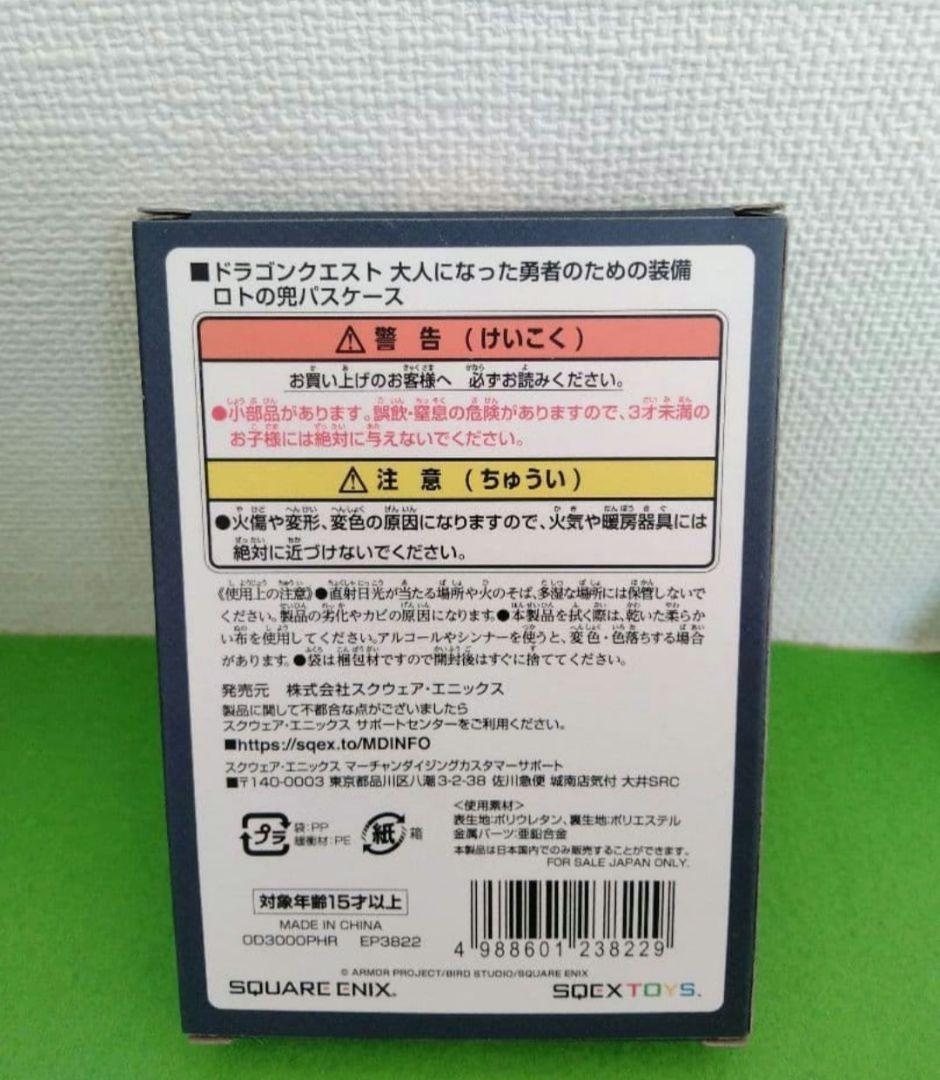 ■ドラゴンクエスト 大人になった勇者のための装備
ロトの兜パスケース
⚠警 告 (けいこく)
お買い上げのお客様へ 必ずお読みください。
●小部品があります。誤飲・窒息の危険がありますので、3才未満の
お子様には絶対に与えないでください。
⚠注 意 (ちゅうい)
●火傷や変形、変色の原因になりますので、火気や暖房器具には
絶対に近づけないでください。
《使用上の注意》●直射日光が当たる場所や火のそば、多湿な場所には保管しないで
ください。製品の劣化やカビの原因になります。●本製品を拭く際は、乾いた柔らか
い布を使用してください。アルコールやシンナーを使うと、変色・色落ちする場合
があります。●袋は梱包材ですので開封後はすぐに捨ててください。
発売元 株式会社スクウェア・エニックス
製品に関して不都合な点がございましたら
スクウェア・エニックス サポートセンターをご利用ください。
■https://sqex.to/MDINFO
スクウェア・エニックス マーチャンダイジングカスタマーサポート
■〒140-0003 東京都品川区八潮3-2-38 佐川急便 城南店気付 大井SRC
プラ 袋:PP
緩衝材:PE
紙 箱
<使用素材>
表生地:ポリウレタン、裏生地:ポリエステル
金属パーツ:亜鉛合金
本製品は日本国内でのみ販売することができます。
FOR SALE JAPAN ONLY.
対象年齢15才以上
MADE IN CHINA
OD3000PHR EP3822
4 988601 238229
© ARMOR PROJECT/BIRD STUDIO/SQUARE ENIX
SQUARE ENIX.
SQEX TOYS.